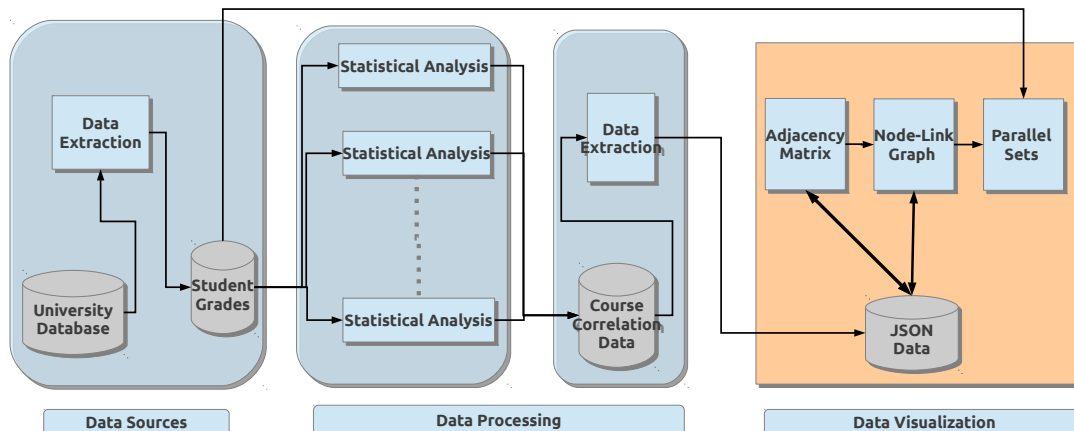 Data
Extraction
University
Database
Student
Grades
Statistical Analysis
Statistical Analysis
Statistical Analysis
Data
Extraction
Course
Correlation
Data
Adjacency
Matrix
Node-Link
Graph
Parallel
Sets
JSON
Data
Data Sources
Data Processing
Data Visualization